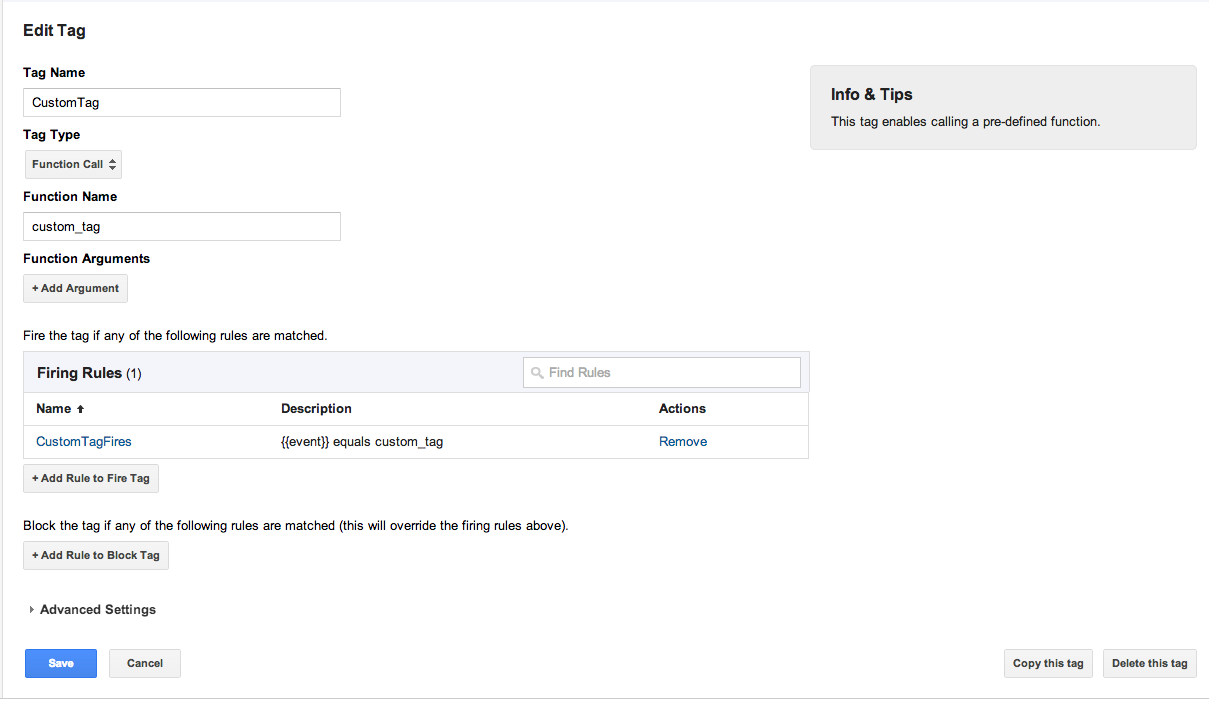 Edit Tag
Tag Name
CustomTag
Tag Type
Function Call
Function Name
custom_tag
Function Arguments
+ Add Argument
Fire the tag if any of the following rules are matched.
Firing Rules (1)
Find Rules
Name Description Actions
CustomTagFires {{event}} equals custom_tag Remove
+ Add Rule to Fire Tag
Block the tag if any of the following rules are matched (this will override the firing rules above).
+ Add Rule to Block Tag
Advanced Settings
Save Cancel Copy this tag Delete this tag
Info & Tips
This tag enables calling a pre-defined function.